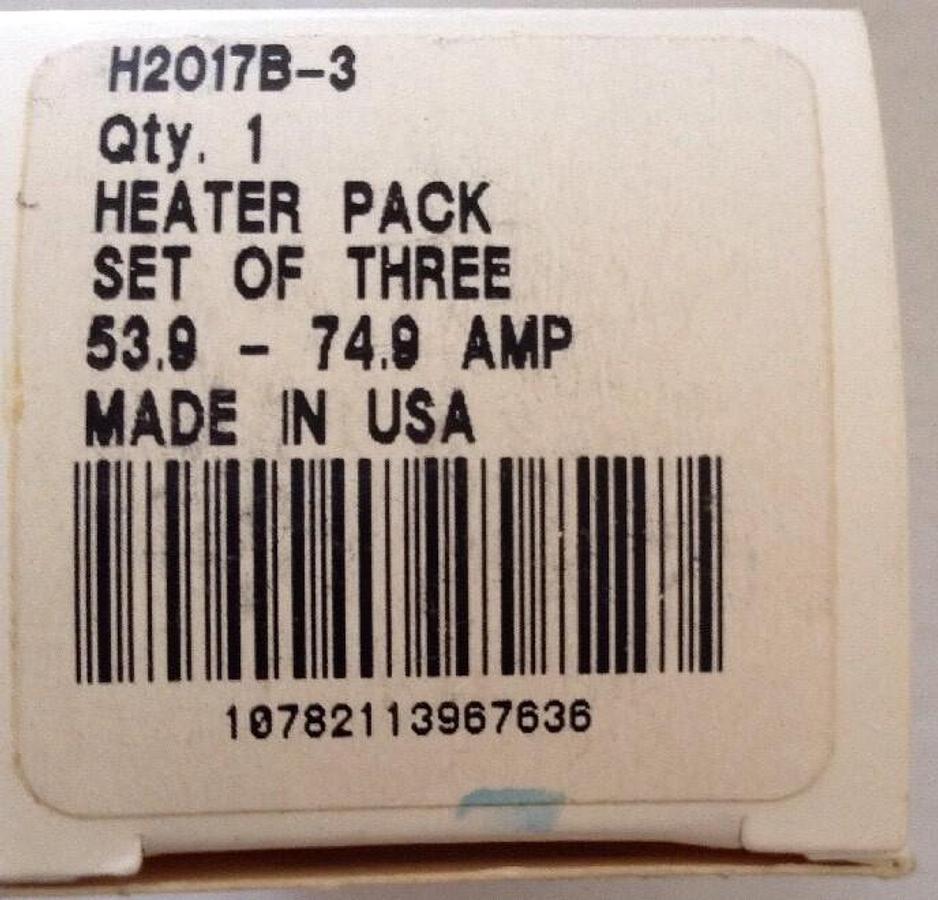 H2017B-3
Qty. 1
HEATER PACK
SET OF THREE
53.9 - 74.9 AMP
MADE IN USA
10782113967636